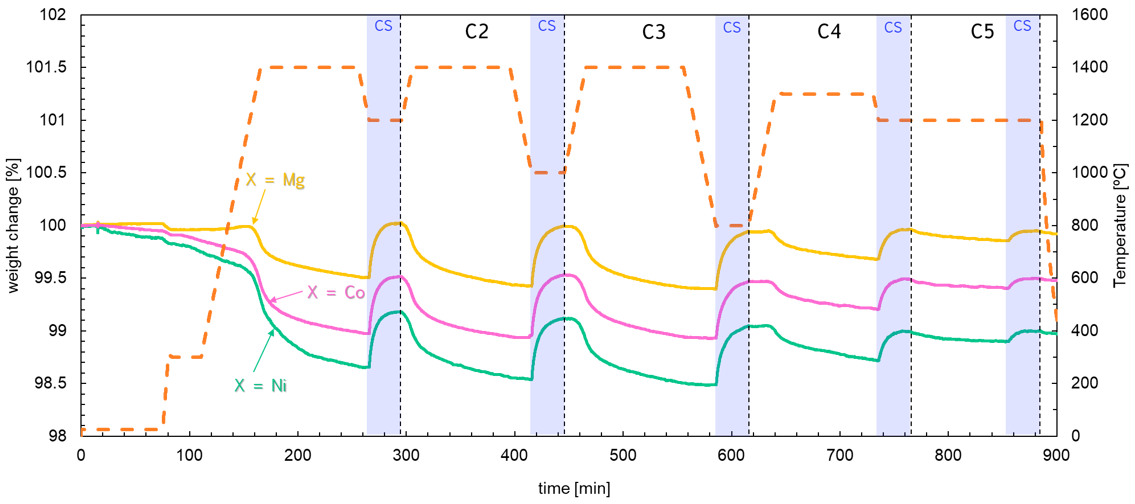 102
101.5
101
100.5
100
99.5
99
98.5
98
weight change [%]
1600
1400
1200
1000
800
600
400
200
0
Temperature [ºC]
CS
C2
CS
C3
CS
C4
CS
C5
CS
X = Mg
X = Co
X = Ni
0 100 200 300 400 500 600 700 800 900
time [min]